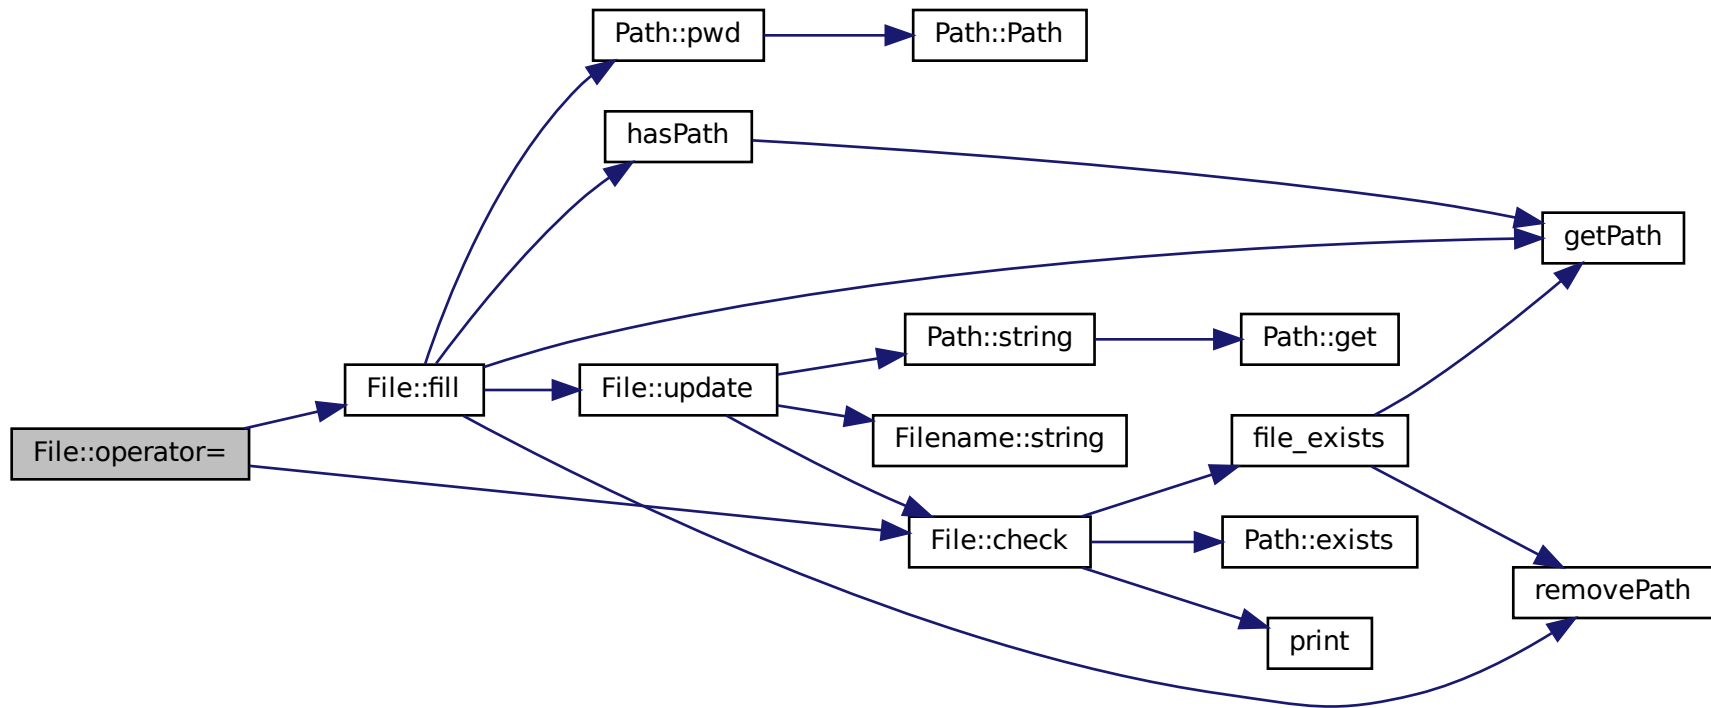 Path::pwd
Path::Path
hasPath
getPath
Path::string
Path::get
File::fill
File::update
Filename::string
file_exists
File::operator=
File::check
Path::exists
removePath
print